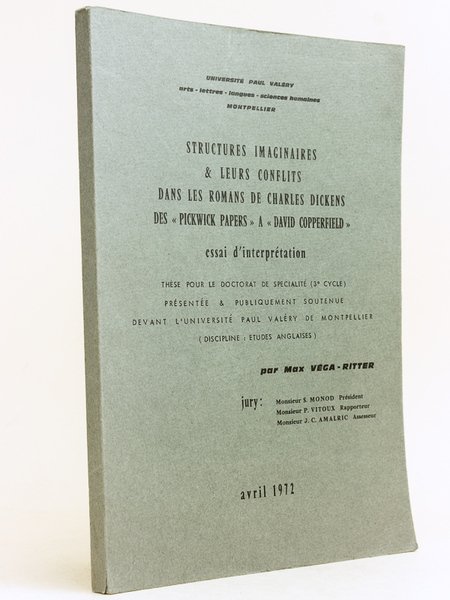 UNIVERSITÉ PAUL VALÉRY
arts - lettres - langues - sciences humaines
MONTPELLIER
STRUCTURES IMAGINAIRES
& LEURS CONFLITS
DANS LES ROMANS DE CHARLES DICKENS
DES « PICKWICK PAPERS » A « DAVID COPPERFIELD »
essai d'interprétation
THÈSE POUR LE DOCTORAT DE SPECIALITÉ (3e CYCLE)
PRÉSENTÉE & PUBLIQUEMENT SOUTENUE
DEVANT L'UNIVERSITÉ PAUL VALÉRY DE MONTPELLIER
( DISCIPLINE : ETUDES ANGLAISES )
par Max VÉGA - RITTER
jury : Monsieur S. MONOD Président
Monsieur P. VITOUX Rapporteur
Monsieur J. C. AMALRIC Assesseur
avril 1972